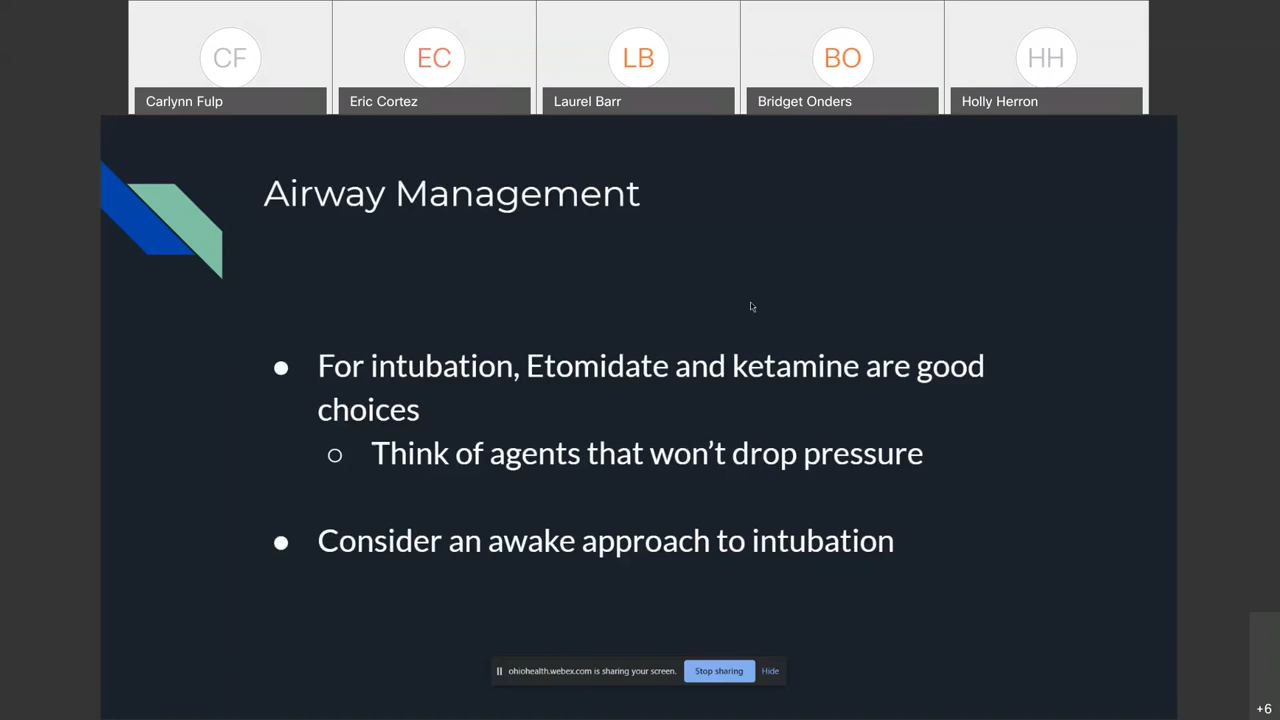 CF
EC
LB
BO
HH
Carlynn Fulp
Eric Cortez
Laurel Barr
Bridget Onders
Holly Herron
Airway Management
● For intubation, Etomidate and ketamine are good
choices
○ Think of agents that won’t drop pressure
● Consider an awake approach to intubation
ohiohealth.webex.com is sharing your screen. Stop sharing Hide
+6